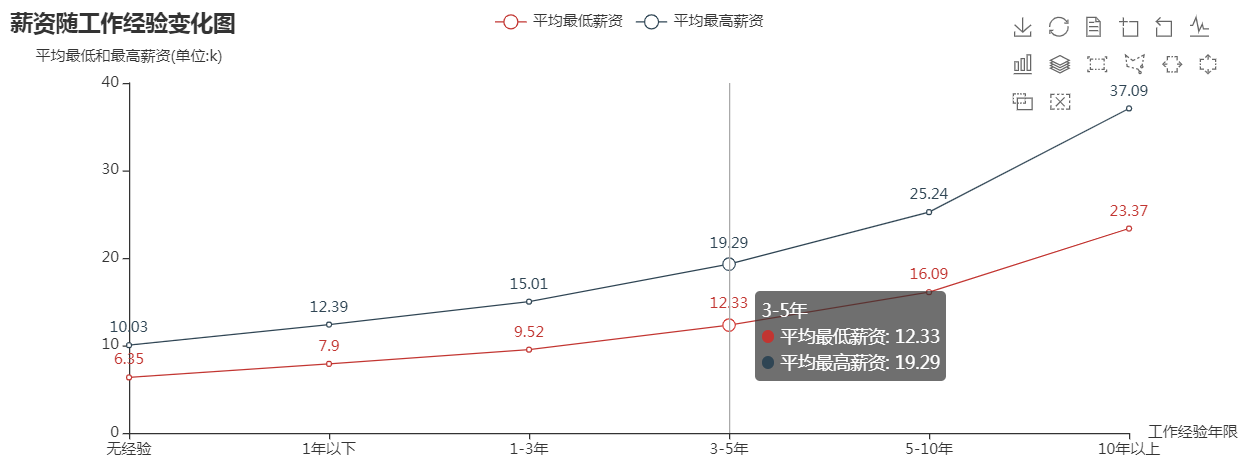 薪资随工作经验变化图
平均最低薪资 平均最高薪资
平均最低和最高薪资(单位:k)
40
30
20
10
0
37.09
25.24
23.37
19.29
16.09
15.01
12.39
12.33
10.03
9.52
7.9
6.35
3-5年
平均最低薪资: 12.33
平均最高薪资: 19.29
无经验 1年以下 1-3年 3-5年 5-10年 10年以上
工作经验年限